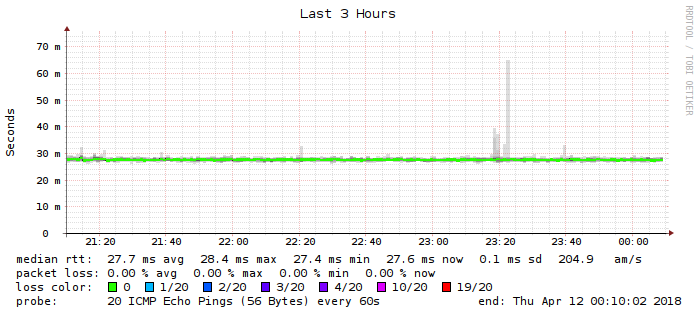 Last 3 Hours
RRDTOOL / TOBI OETIKER
Seconds
70 m
60 m
50 m
40 m
30 m
20 m
10 m
0
21:20 21:40 22:00 22:20 22:40 23:00 23:20 23:40 00:00
median rtt: 27.7 ms avg 28.4 ms max 27.4 ms min 27.6 ms now 0.1 ms sd 204.9 am/s
packet loss: 0.00 % avg 0.00 % max 0.00 % min 0.00 % now
loss color: 0 1/20 2/20 3/20 4/20 10/20 19/20
probe: 20 ICMP Echo Pings (56 Bytes) every 60s end: Thu Apr 12 00:10:02 2018